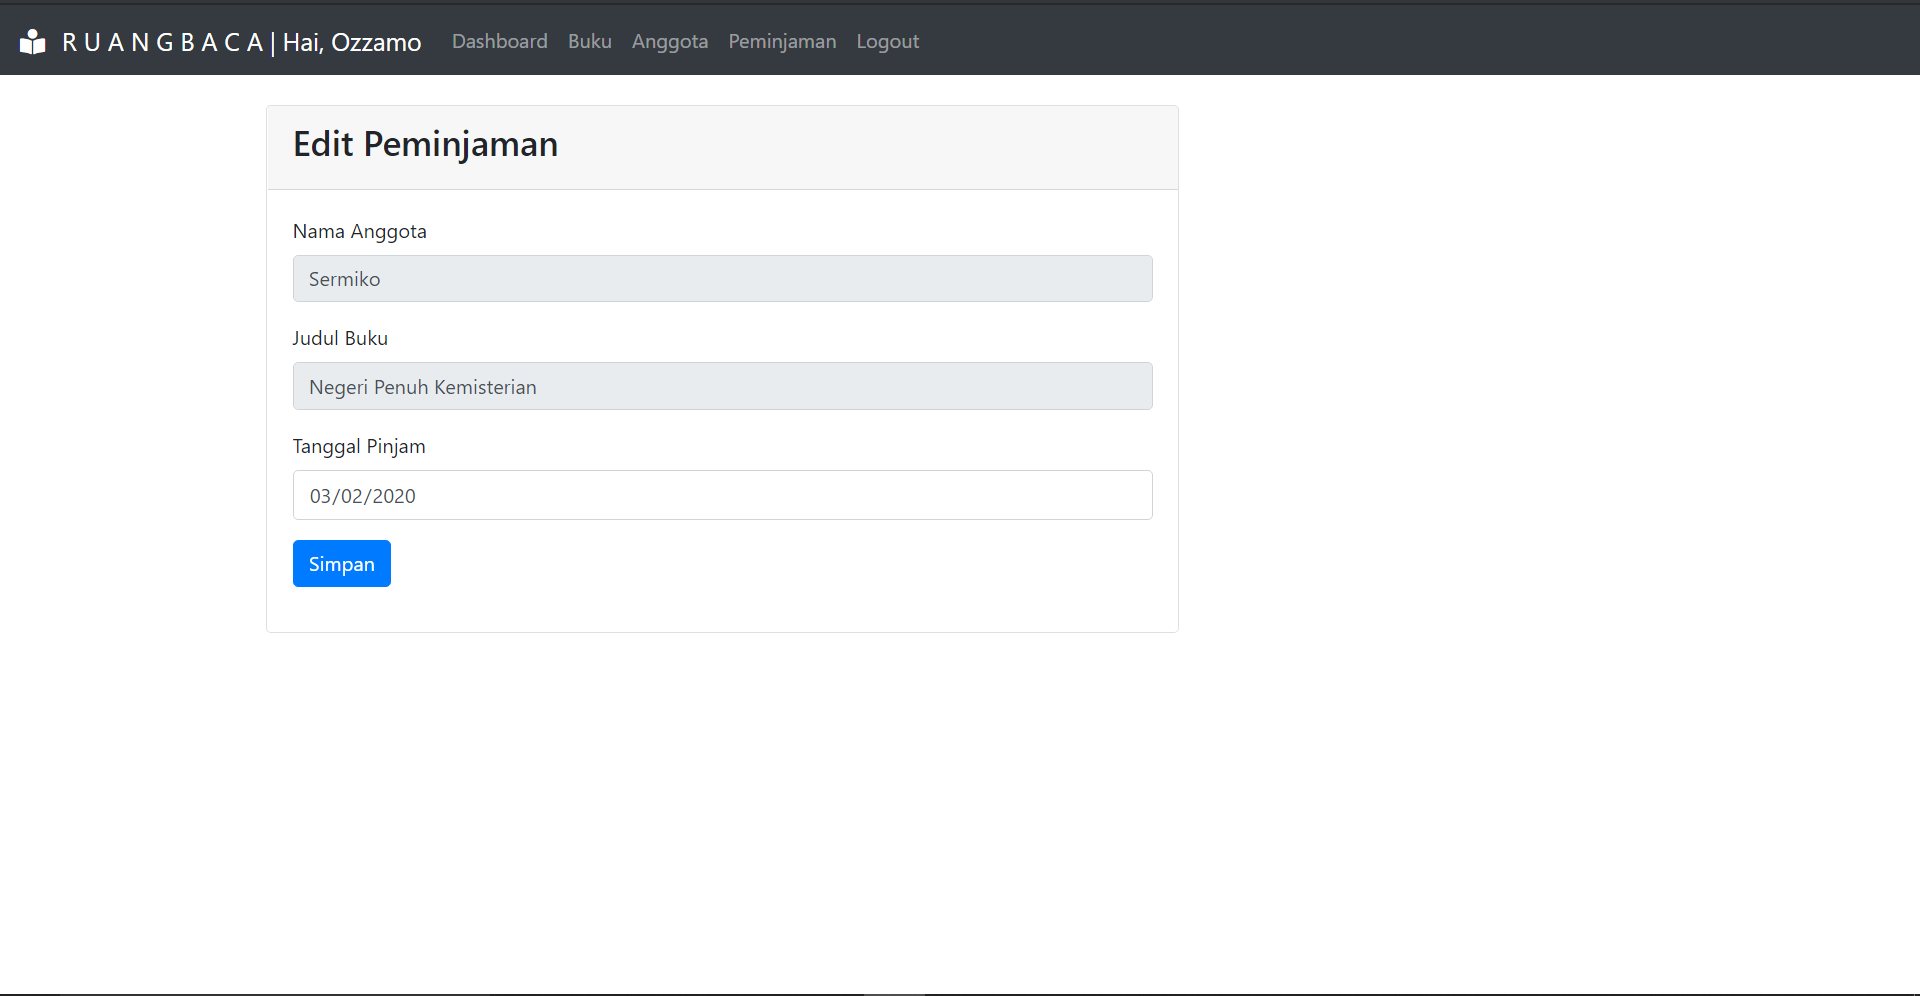 R U A N G B A C A | Hai, Ozzamo Dashboard Buku Anggota Peminjaman Logout
Edit Peminjaman
Nama Anggota
Sermiko
Judul Buku
Negeri Penuh Kemisterian
Tanggal Pinjam
03/02/2020
Simpan